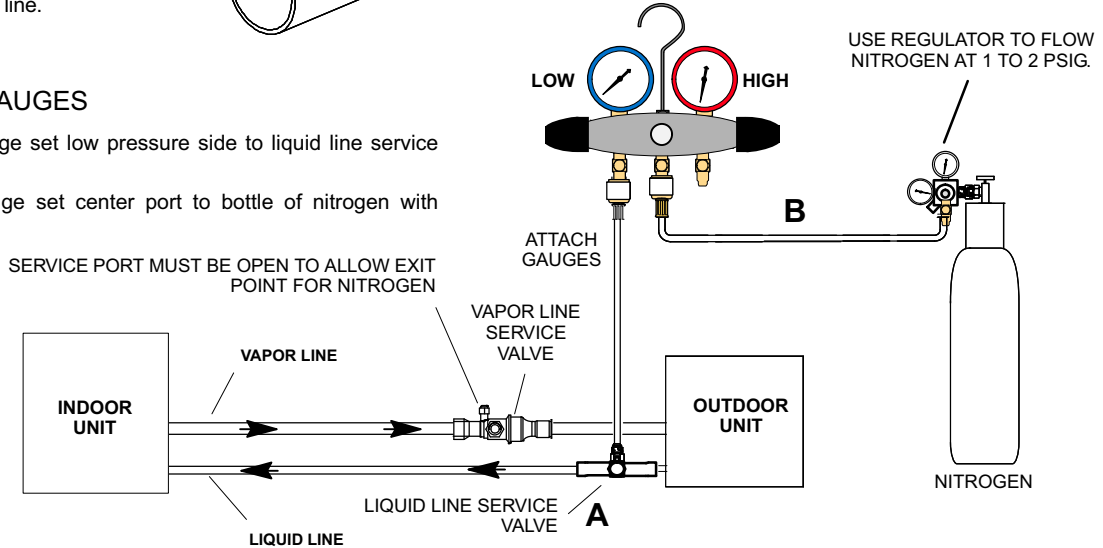 line.
USE REGULATOR TO FLOW
NITROGEN AT 1 TO 2 PSIG.
LOW
HIGH
AUGES
ge set low pressure side to liquid line service
ge set center port to bottle of nitrogen with
B
ATTACH
GAUGES
SERVICE PORT MUST BE OPEN TO ALLOW EXIT
POINT FOR NITROGEN
VAPOR LINE
SERVICE
VALVE
VAPOR LINE
INDOOR
UNIT
OUTDOOR
UNIT
NITROGEN
LIQUID LINE SERVICE
VALVE
A
LIQUID LINE